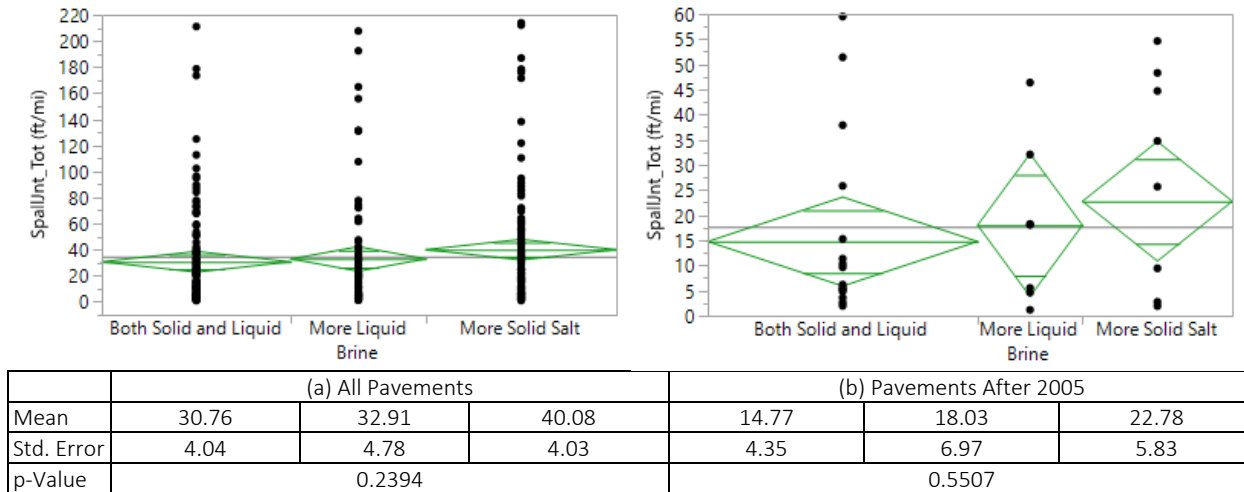 SpallJnt_Tot (ft/mi)
220
200
180
160
140
120
100
80
60
40
20
0
Both Solid and Liquid More Liquid More Solid Salt
Brine
SpallJnt_Tot (ft/mi)
60
55
50
45
40
35
30
25
20
15
10
5
0
Both Solid and Liquid More Liquid More Solid Salt
Brine
(a) All Pavements (b) Pavements After 2005
Mean 30.76 32.91 40.08 14.77 18.03 22.78
Std. Error 4.04 4.78 4.03 4.35 6.97 5.83
p-Value 0.2394 0.5507